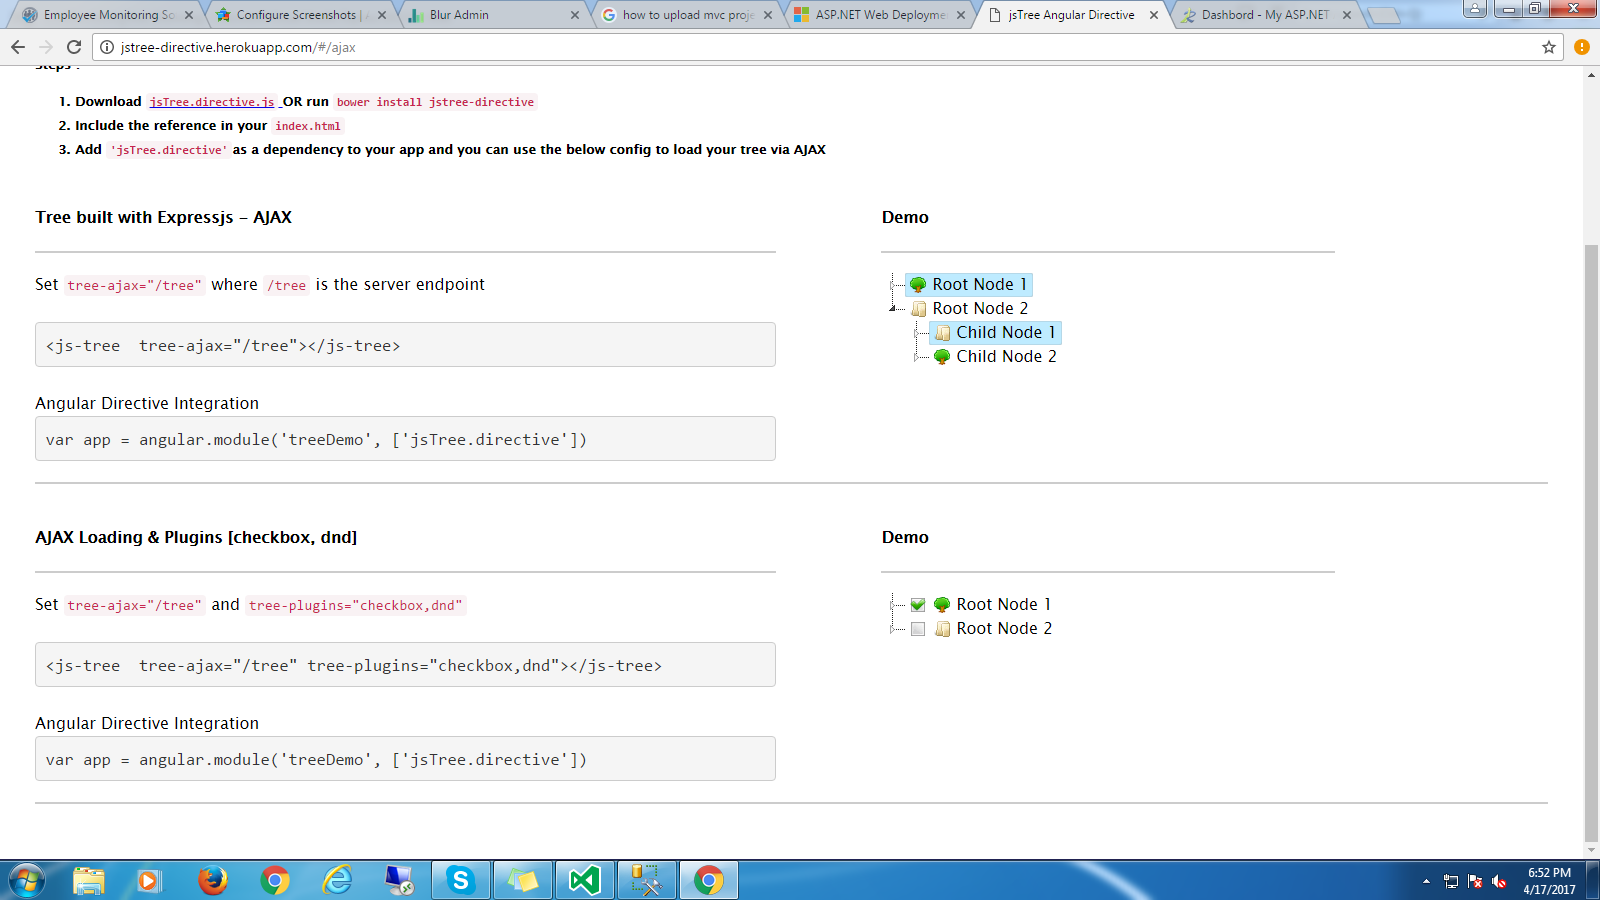 Employee Monitoring So
Configure Screenshots | A
Blur Admin
how to upload mvc proje
ASP.NET Web Deployme
jsTree Angular Directive
Dashbord - My ASP.NET
jstree-directive.herokuapp.com/#/ajax
Steps :
1. Download jsTree.directive.js OR run bower install jstree-directive
2. Include the reference in your index.html
3. Add 'jsTree.directive' as a dependency to your app and you can use the below config to load your tree via AJAX
Tree built with Expressjs - AJAX
Set tree-ajax="/tree" where /tree is the server endpoint
<js-tree  tree-ajax="/tree"></js-tree>
Angular Directive Integration
var app = angular.module('treeDemo', ['jsTree.directive'])
Demo
Root Node 1
Root Node 2
Child Node 1
Child Node 2
AJAX Loading & Plugins [checkbox, dnd]
Set tree-ajax="/tree" and tree-plugins="checkbox,dnd"
<js-tree  tree-ajax="/tree" tree-plugins="checkbox,dnd"></js-tree>
Angular Directive Integration
var app = angular.module('treeDemo', ['jsTree.directive'])
Demo
Root Node 1
Root Node 2
6:52 PM
4/17/2017